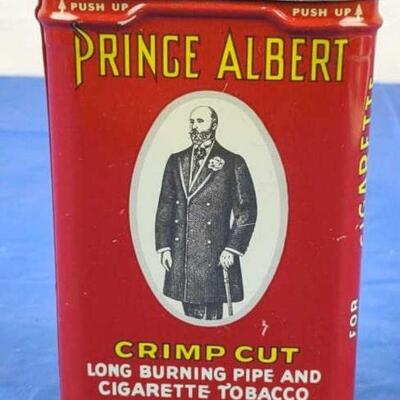 PUSH UP PUSH UP
PRINCE ALBERT
CRIMP CUT
LONG BURNING PIPE AND
CIGARETTE TOBACCO
FOR CIGARETTE